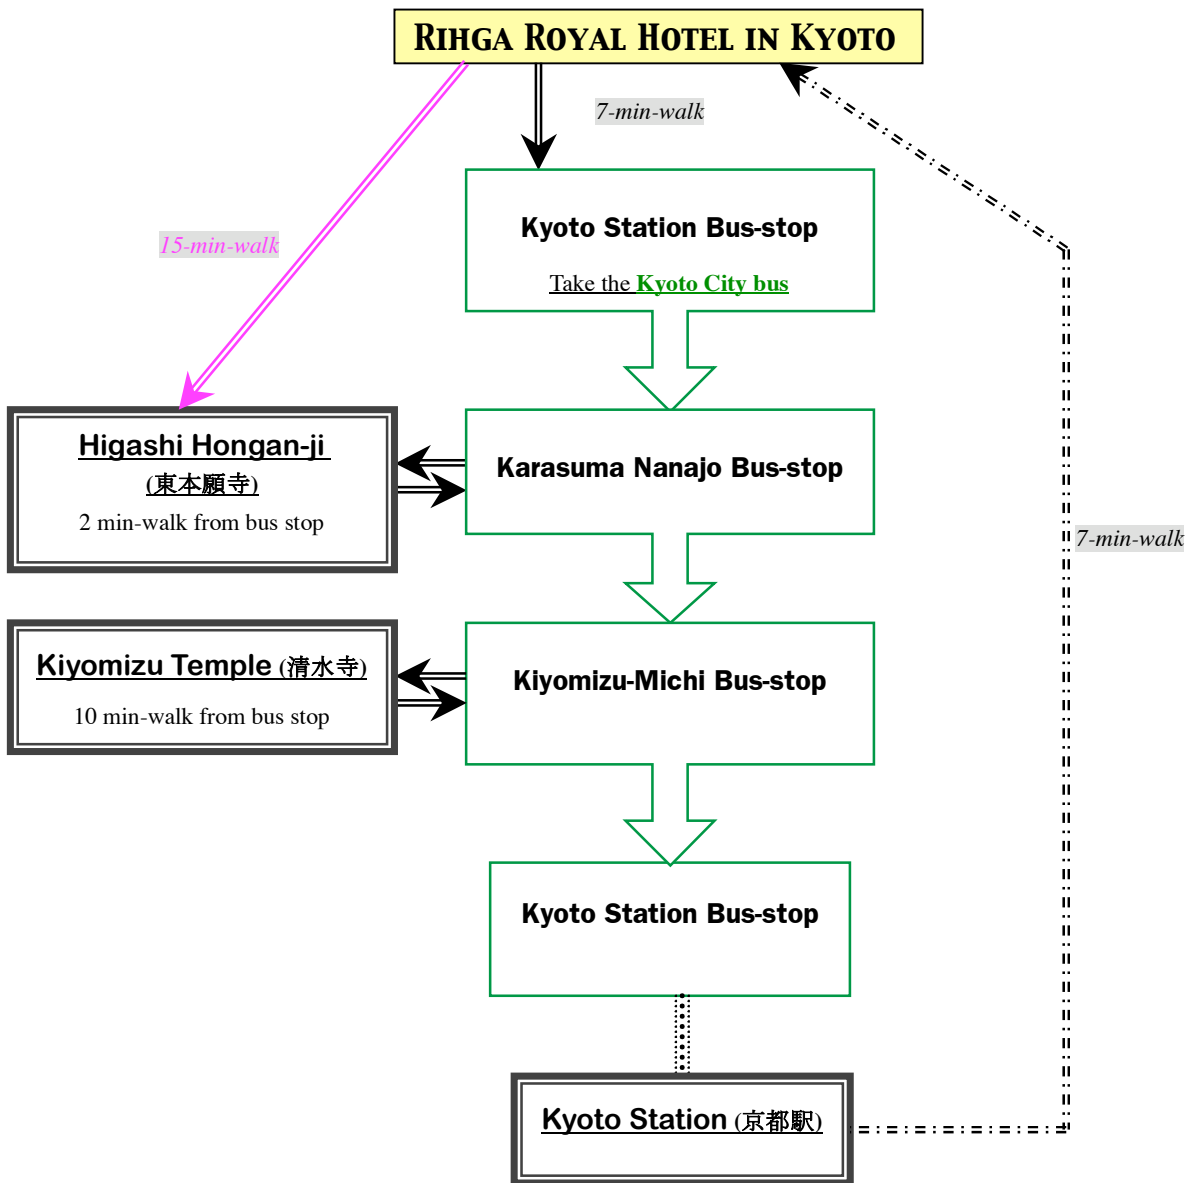 RIHGA ROYAL HOTEL IN KYOTO
7-min-walk
Kyoto Station Bus-stop
Take the Kyoto City bus
15-min-walk
Higashi Hongan-ji
(東本願寺)
2 min-walk from bus stop
Karasuma Nanajo Bus-stop
7-min-walk
Kiyomizu Temple (清水寺)
10 min-walk from bus stop
Kiyomizu-Michi Bus-stop
Kyoto Station Bus-stop
Kyoto Station (京都駅)